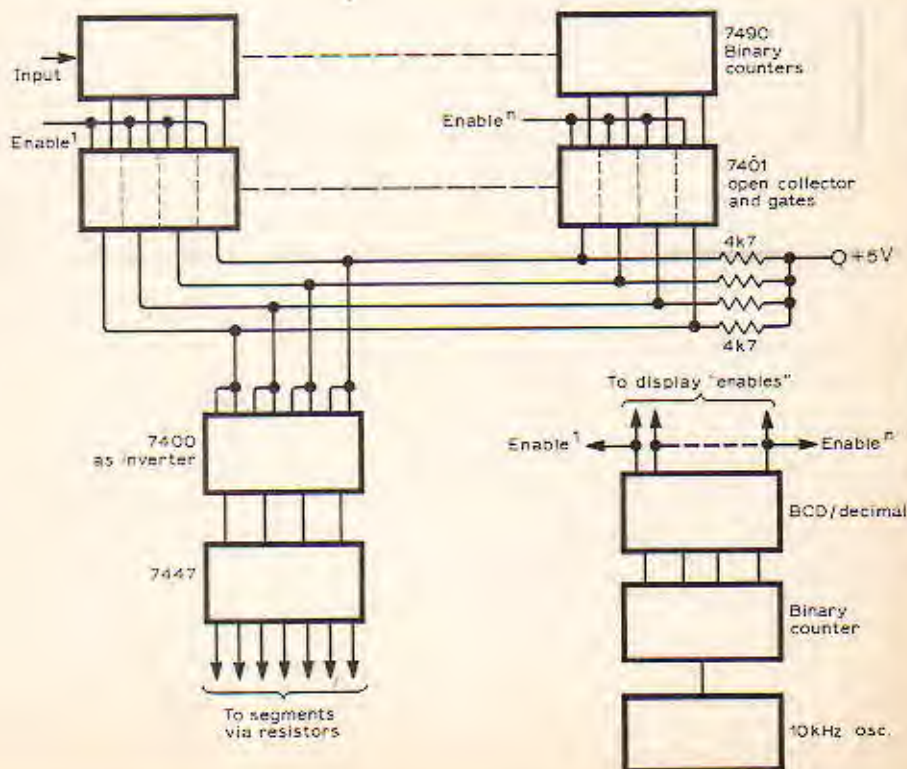 7490
Binary
counters
Input
Enable1
Enablen
7401
open collector
and gates
4k7
+5V
4k7
To display "enables"
7400
as inverter
Enable1
Enablen
BCD/decimal
7447
Binary
counter
To segments
via resistors
10kHz osc.